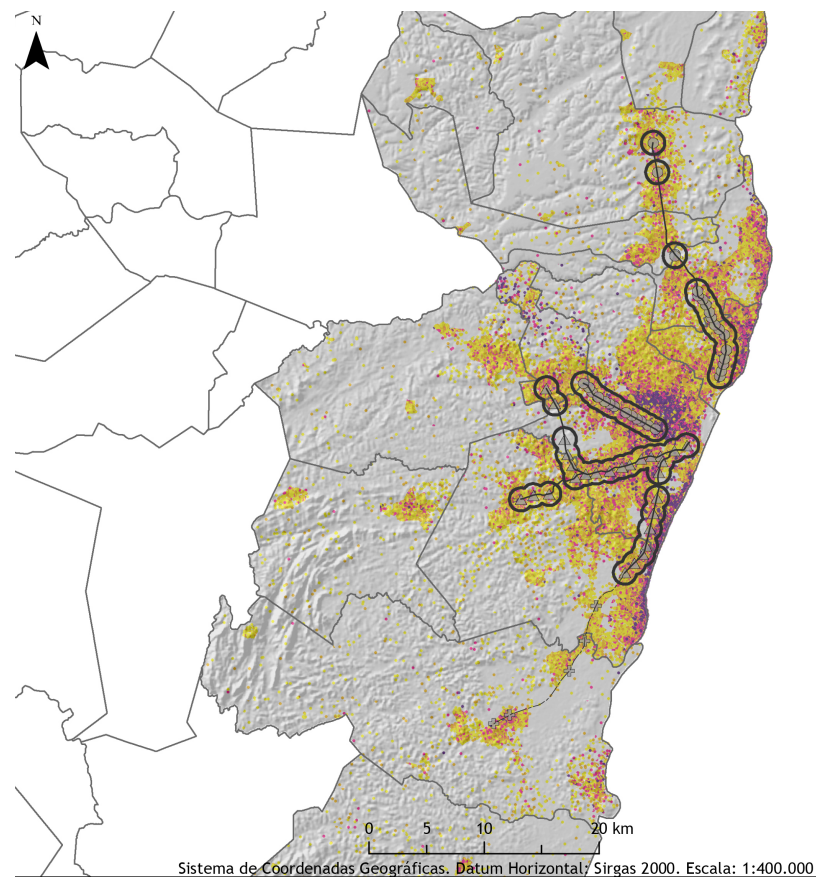 N
0 5 10 20 km
Sistema de Coordenadas Geográficas. Datum Horizontal: Sirgas 2000. Escala: 1:400.000